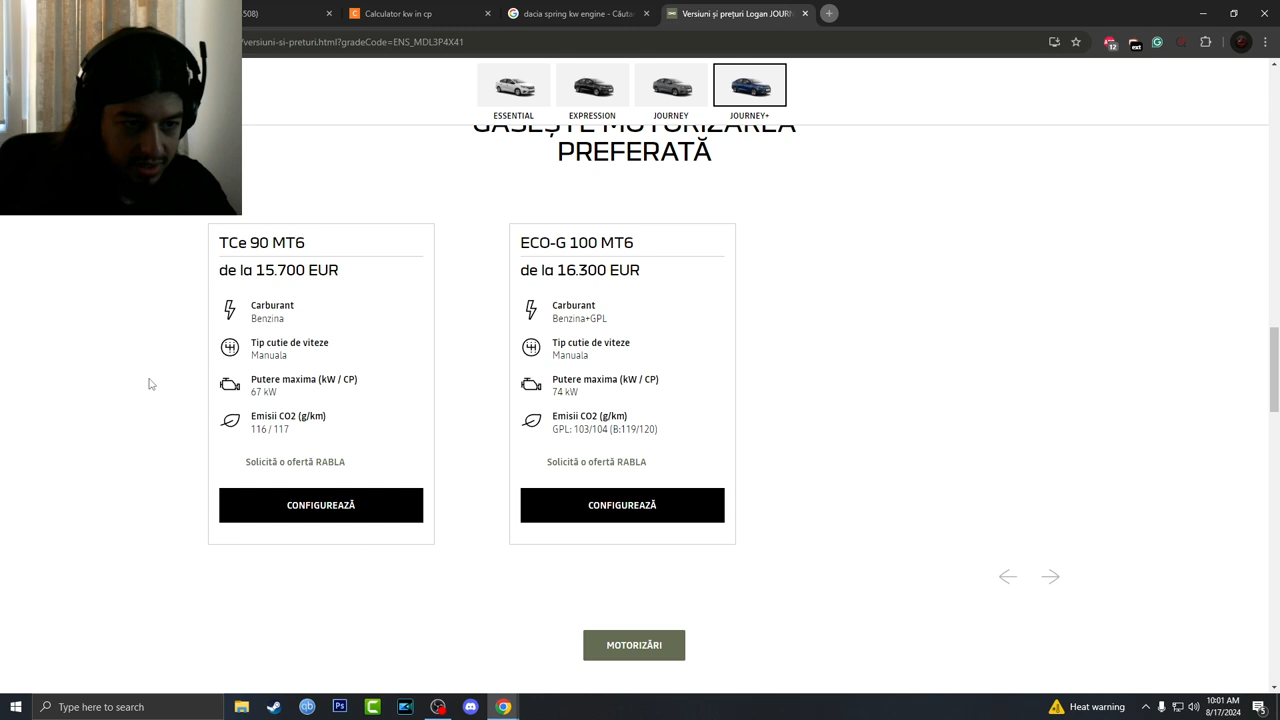 508)
Calculator kw in cp
dacia spring kw engine - Căuta
Versiuni și prețuri Logan JOURN
/versiuni-si-preturi.html?gradeCode=ENS_MDL3P4X41
12
ext
ESSENTIAL
EXPRESSION
JOURNEY
JOURNEY+
GĂSEȘTE MOTORIZAREA
PREFERATĂ
TCe 90 MT6
de la 15.700 EUR
Carburant
Benzina
Tip cutie de viteze
Manuala
Putere maxima (kW / CP)
67 kW
Emisii CO2 (g/km)
116 / 117
Solicită o ofertă RABLA
CONFIGUREAZĂ
ECO-G 100 MT6
de la 16.300 EUR
Carburant
Benzina+GPL
Tip cutie de viteze
Manuala
Putere maxima (kW / CP)
74 kW
Emisii CO2 (g/km)
GPL: 103/104 (B:119/120)
Solicită o ofertă RABLA
CONFIGUREAZĂ
MOTORIZĂRI
Type here to search
Heat warning
10:01 AM
8/17/2024